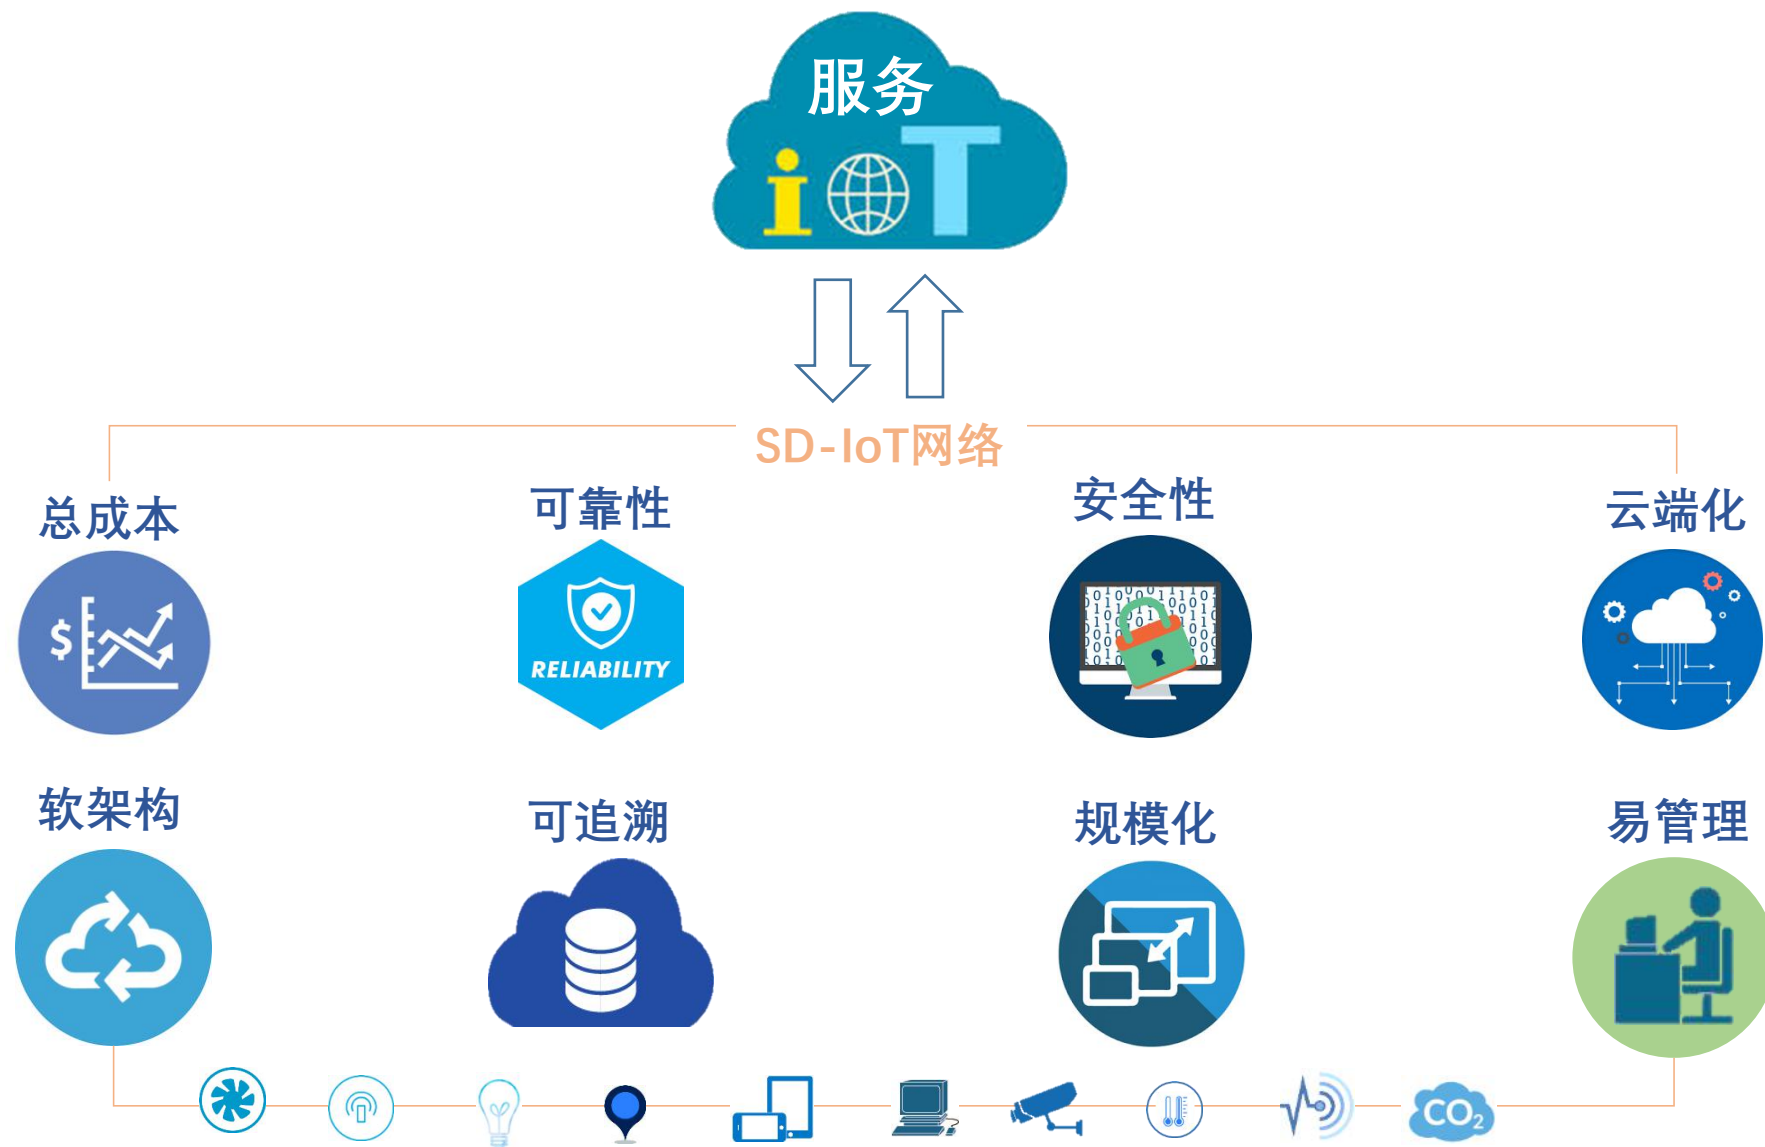 服务
ioT
SD-IoT网络
总成本
可靠性
安全性
云端化
$
RELIABILITY
软架构
可追溯
规模化
易管理
CO₂